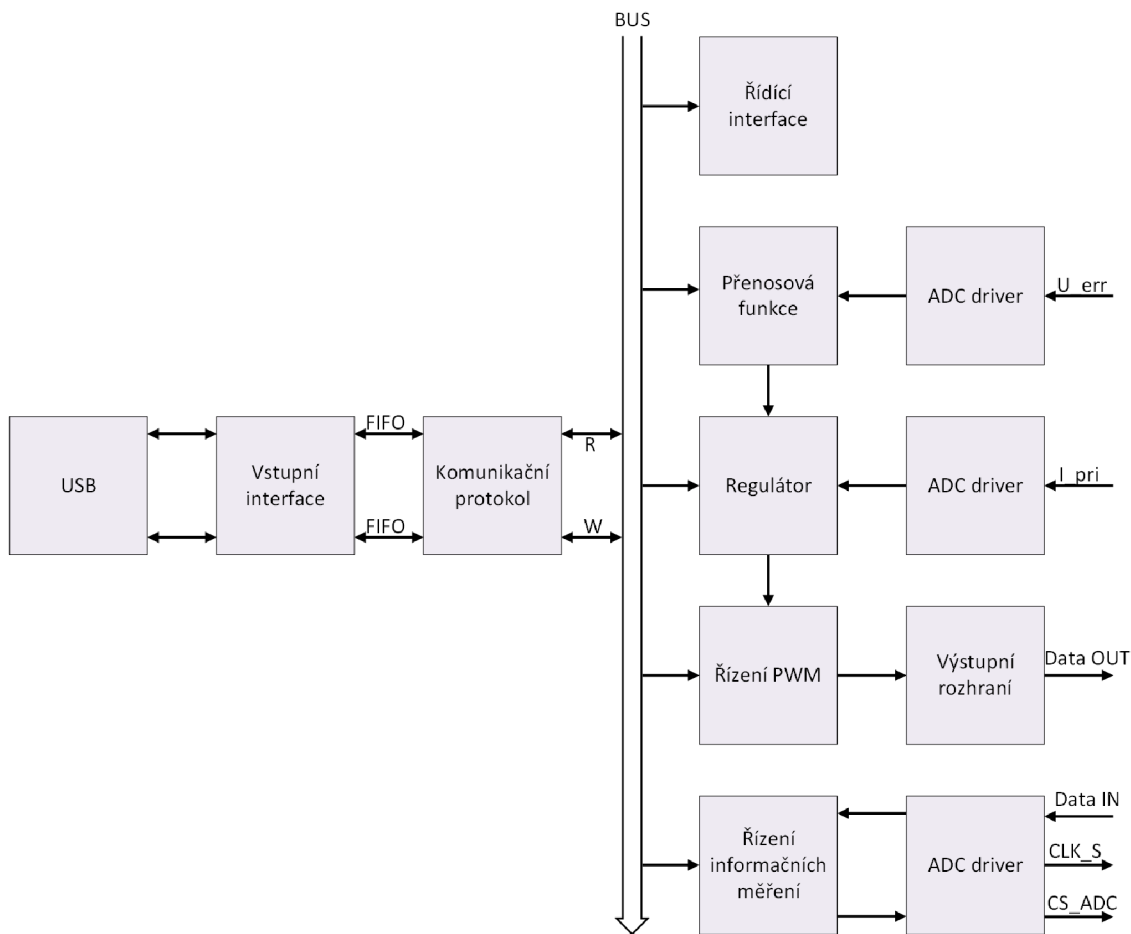 BUS
Řídící
interface
Přenosová
funkce
ADC driver
U_err
USB
Vstupní
interface
FIFO
FIFO
Komunikační
protokol
R
W
Regulátor
ADC driver
I_pri
Řízení PWM
Výstupní
rozhraní
Data OUT
Řízení
informačních
měření
ADC driver
Data IN
CLK_S
CS_ADC